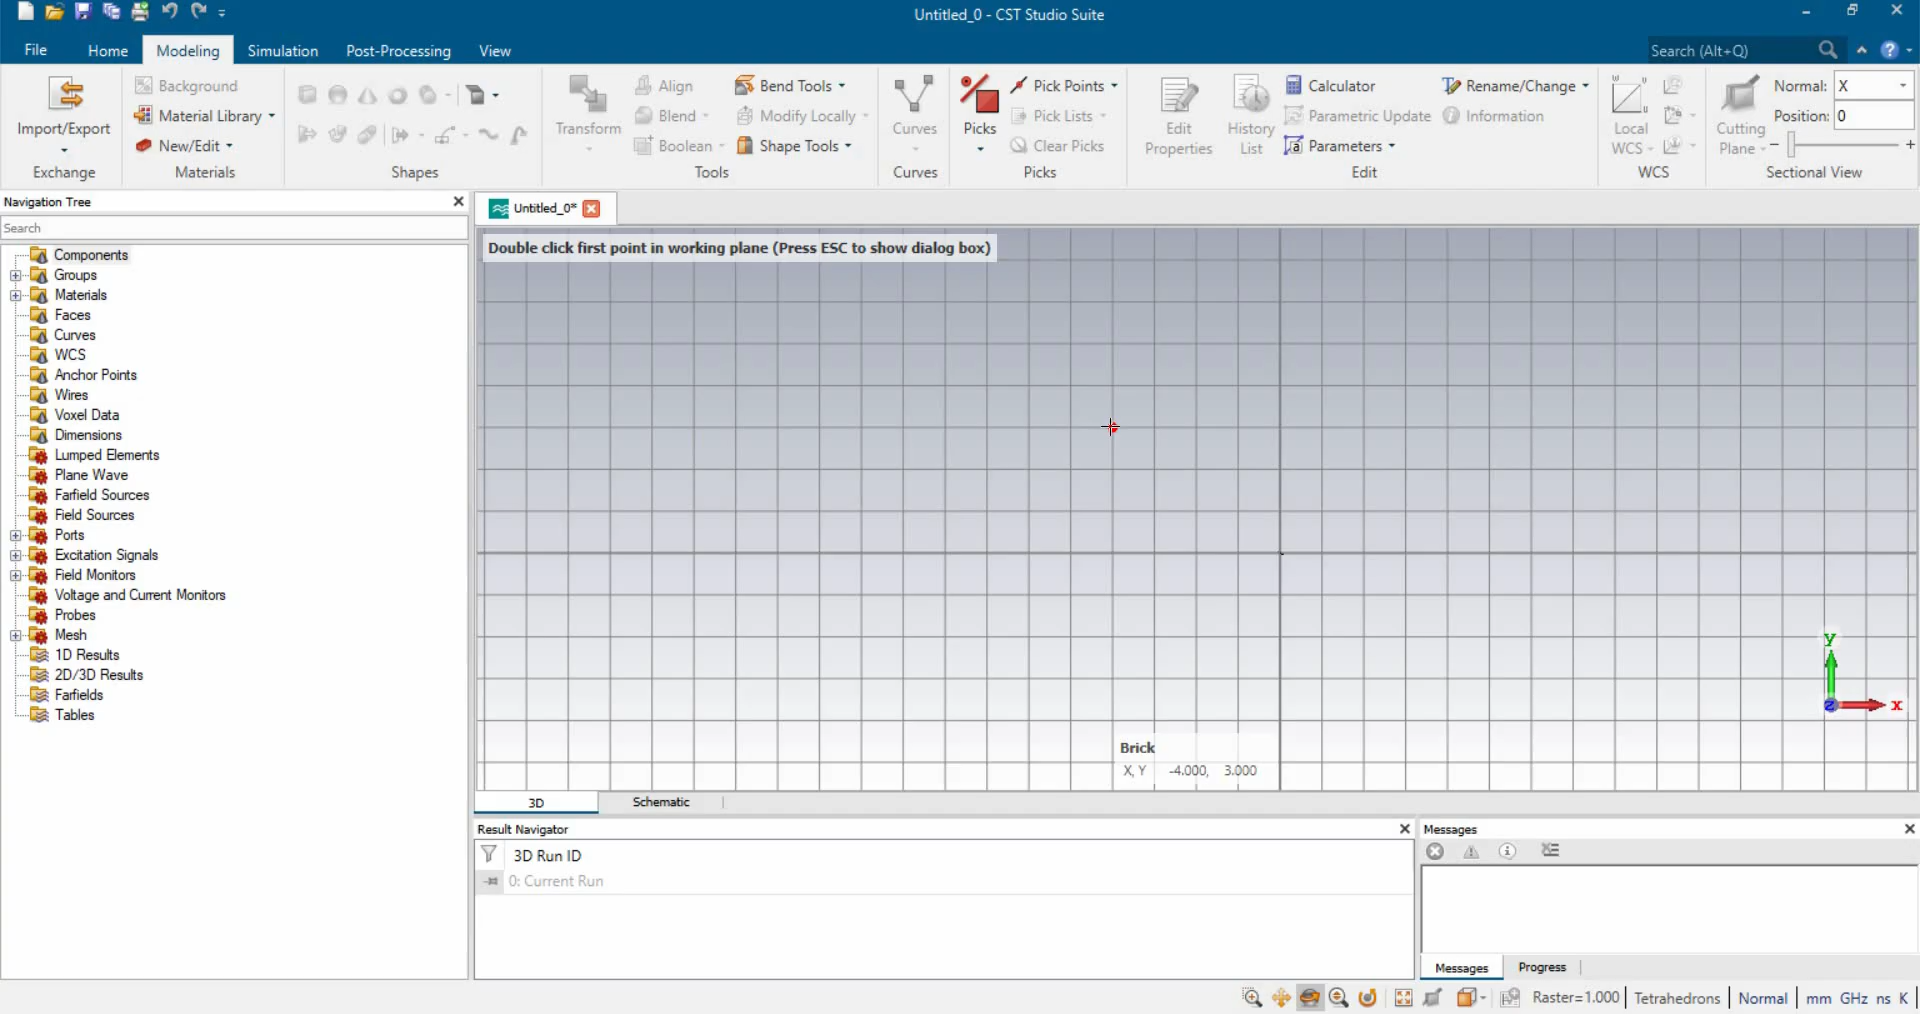 Untitled_0 - CST Studio Suite
File Home Modeling Simulation Post-Processing View Search (Alt+Q)
Import/Export
Exchange
Background
Material Library
New/Edit
Materials
Shapes
Transform
Align
Blend
Boolean
Bend Tools
Modify Locally
Shape Tools
Tools
Curves
Curves
Picks
Pick Points
Pick Lists
Clear Picks
Picks
Edit
Properties
History
List
Calculator
Parametric Update
Parameters
Rename/Change
Information
Edit
Local
WCS
WCS
Cutting
Plane
Normal: X
Position: 0
Sectional View
Navigation Tree
Search
Components
Groups
Materials
Faces
Curves
WCS
Anchor Points
Wires
Voxel Data
Dimensions
Lumped Elements
Plane Wave
Farfield Sources
Field Sources
Ports
Excitation Signals
Field Monitors
Voltage and Current Monitors
Probes
Mesh
1D Results
2D/3D Results
Farfields
Tables
Untitled_0*
Double click first point in working plane (Press ESC to show dialog box)
y
z x
Brick
X, Y -4.000, 3.000
3D Schematic
Result Navigator
3D Run ID
0: Current Run
Messages
Messages Progress
Raster=1.000 Tetrahedrons Normal mm GHz ns K